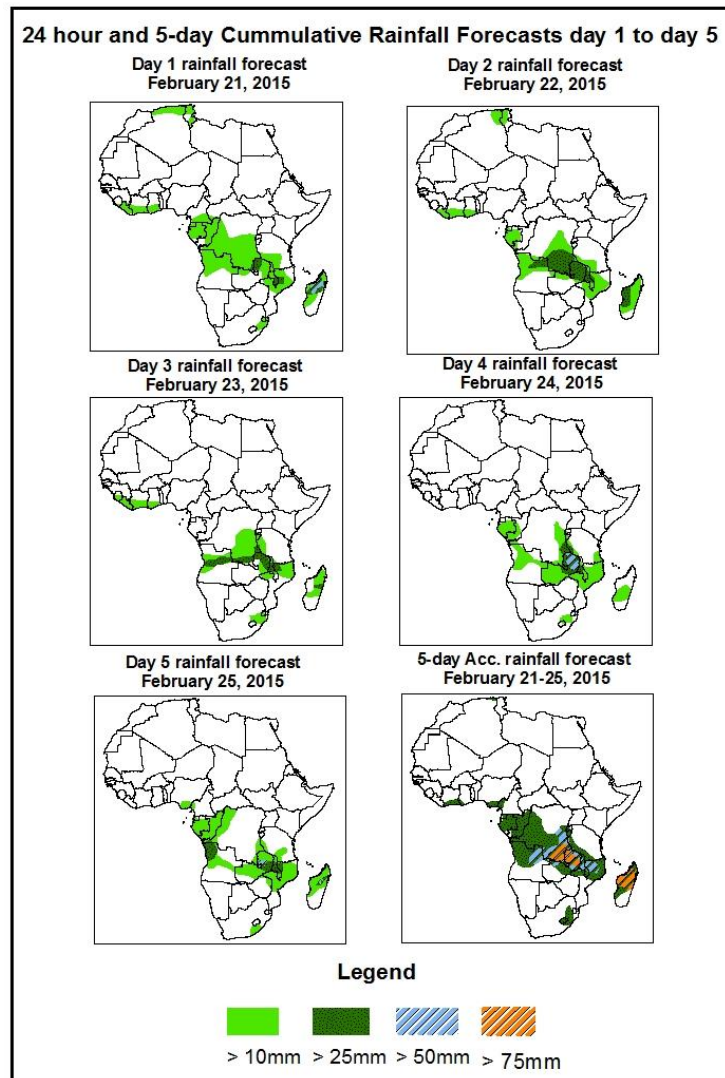 24 hour and 5-day Cummulative Rainfall Forecasts day 1 to day 5
Day 1 rainfall forecast
February 21, 2015
Day 2 rainfall forecast
February 22, 2015
Day 3 rainfall forecast
February 23, 2015
Day 4 rainfall forecast
February 24, 2015
Day 5 rainfall forecast
February 25, 2015
5-day Acc. rainfall forecast
February 21-25, 2015
Legend
> 10mm > 25mm > 50mm > 75mm